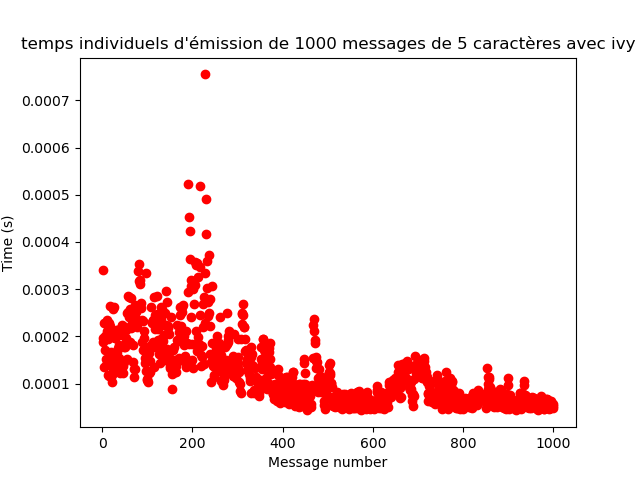 temps individuels d'émission de 1000 messages de 5 caractères avec ivy
0.0007
0.0006
0.0005
0.0004
0.0003
0.0002
0.0001
Time (s)
0 200 400 600 800 1000
Message number